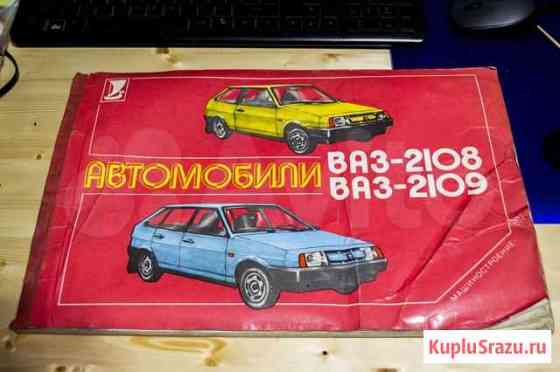 АВТОМОБИЛИ
ВАЗ-2108
ВАЗ-2109
МАШИНОСТРОЕНИЕ
KupluSrazu.ru